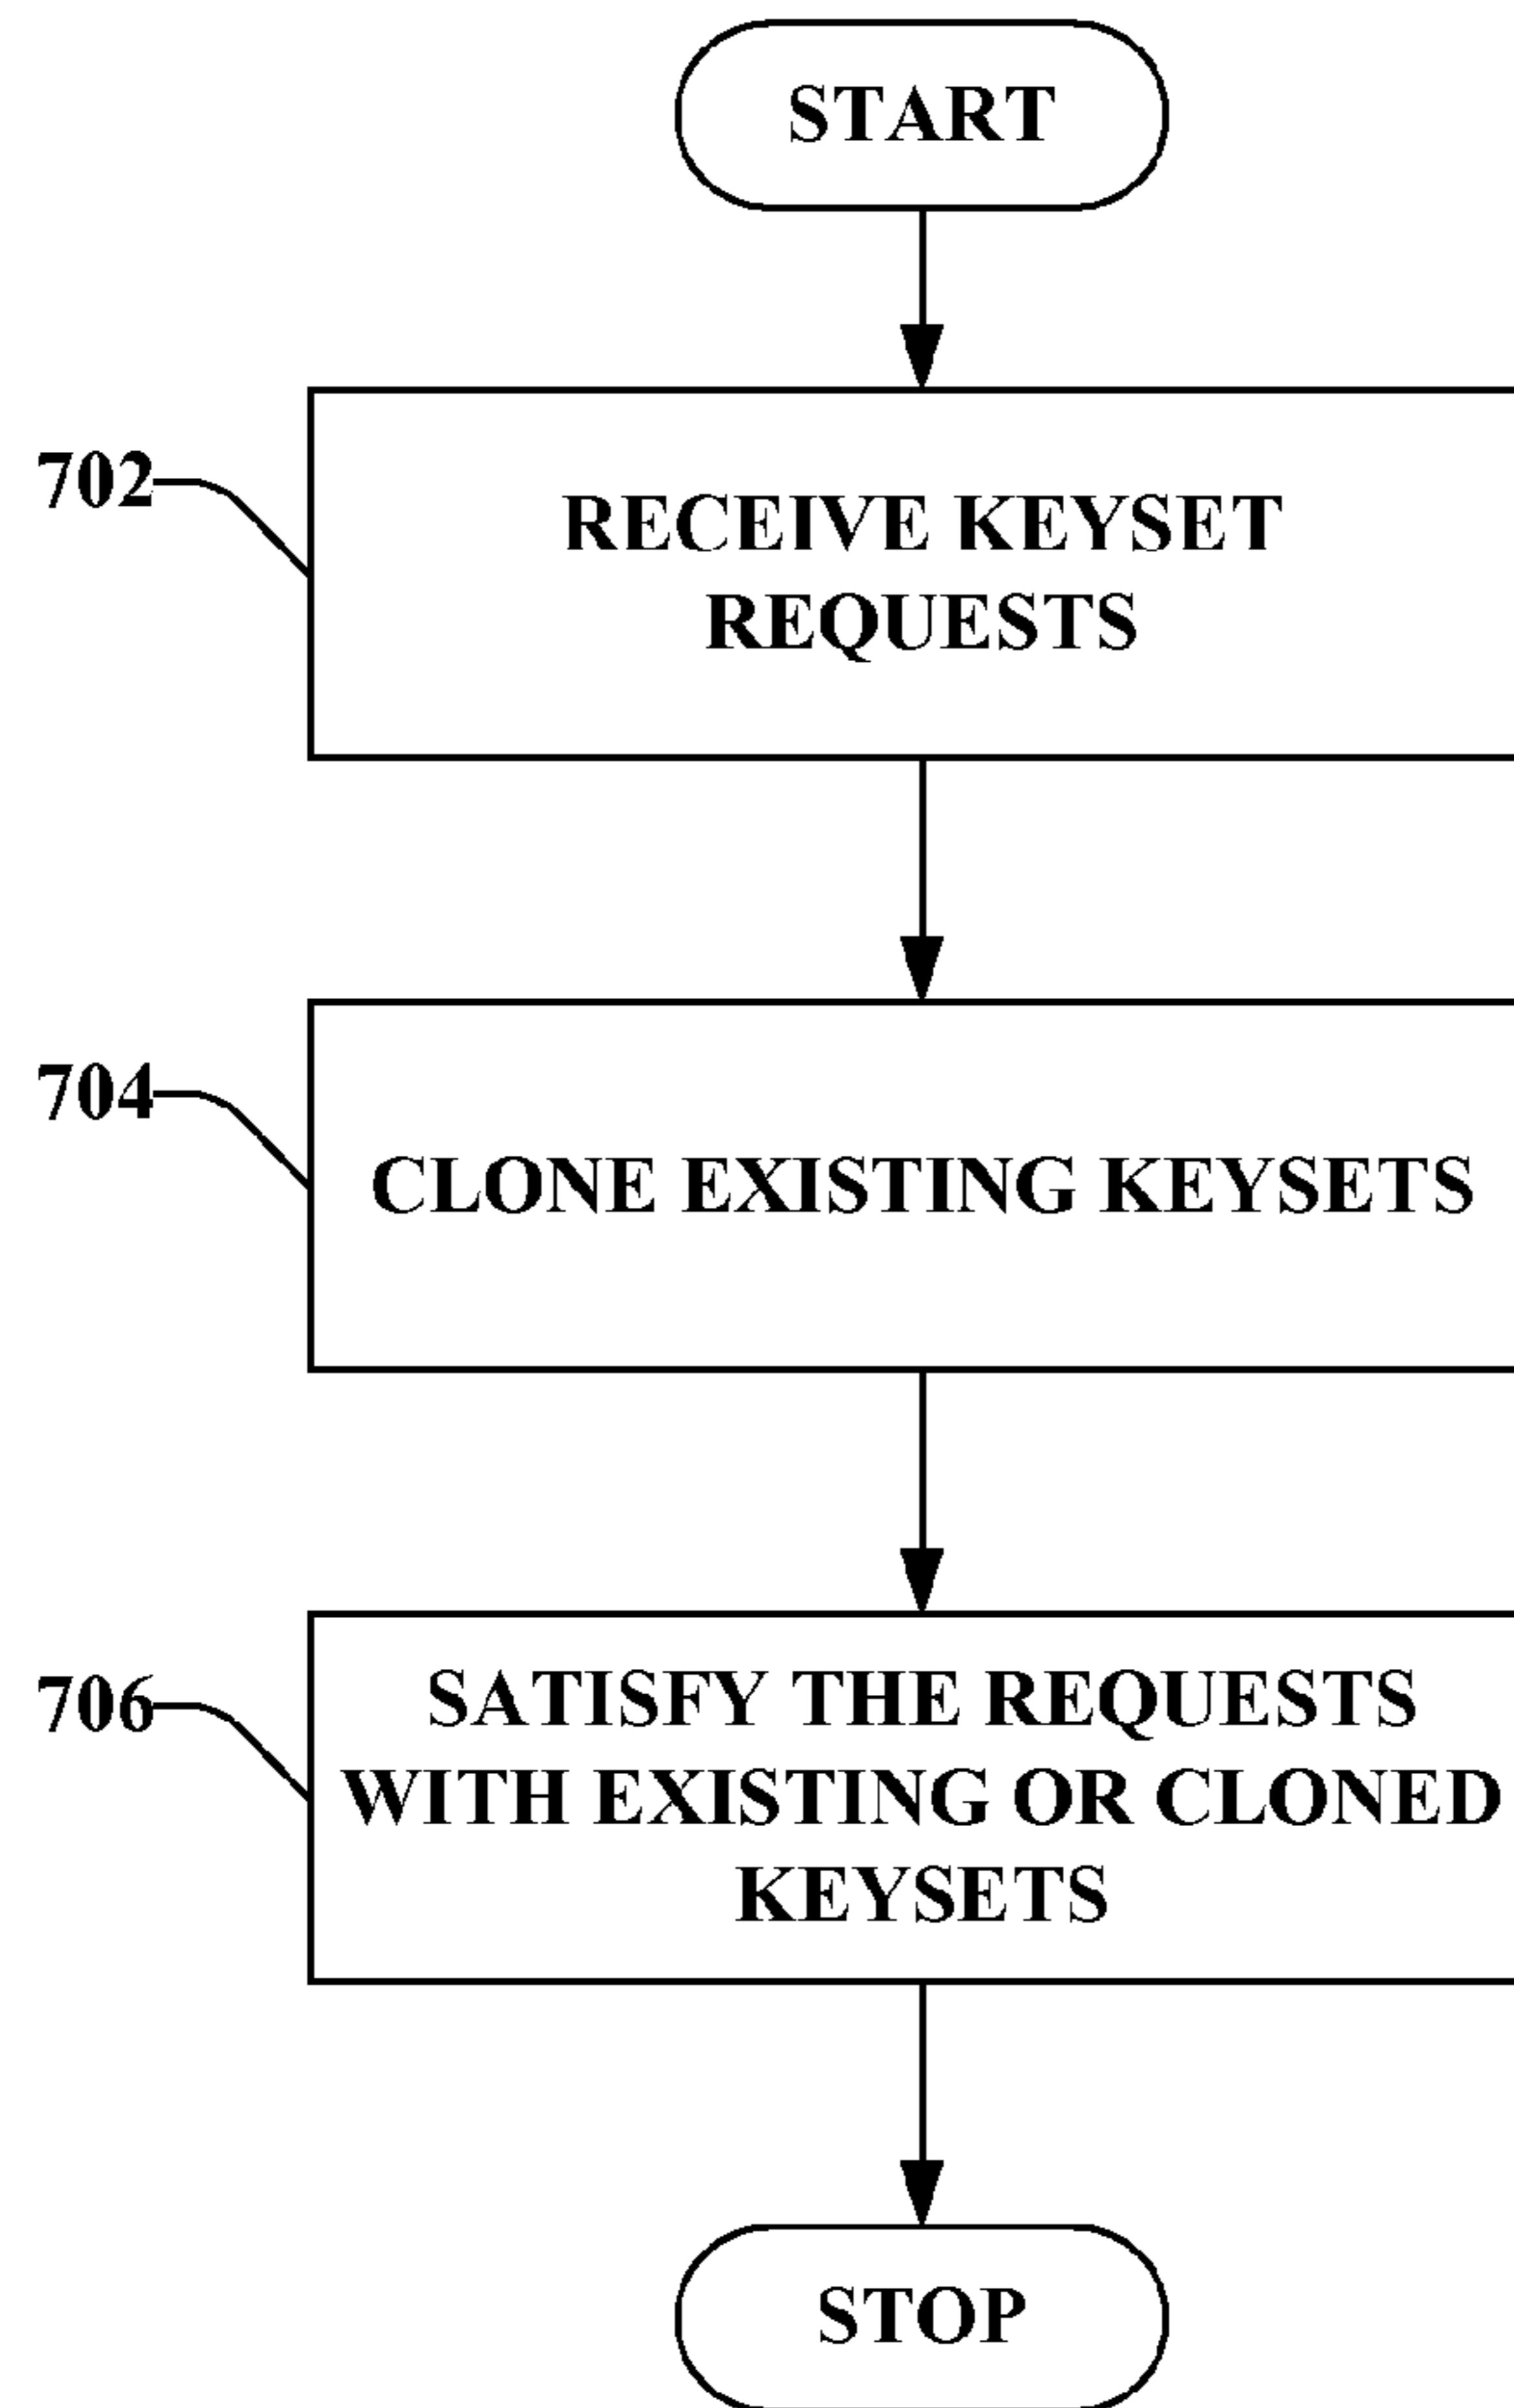 START
702
RECEIVE KEYSET
REQUESTS
704
CLONE EXISTING KEYSETS
706
SATISFY THE REQUESTS
WITH EXISTING OR CLONED
KEYSETS
STOP